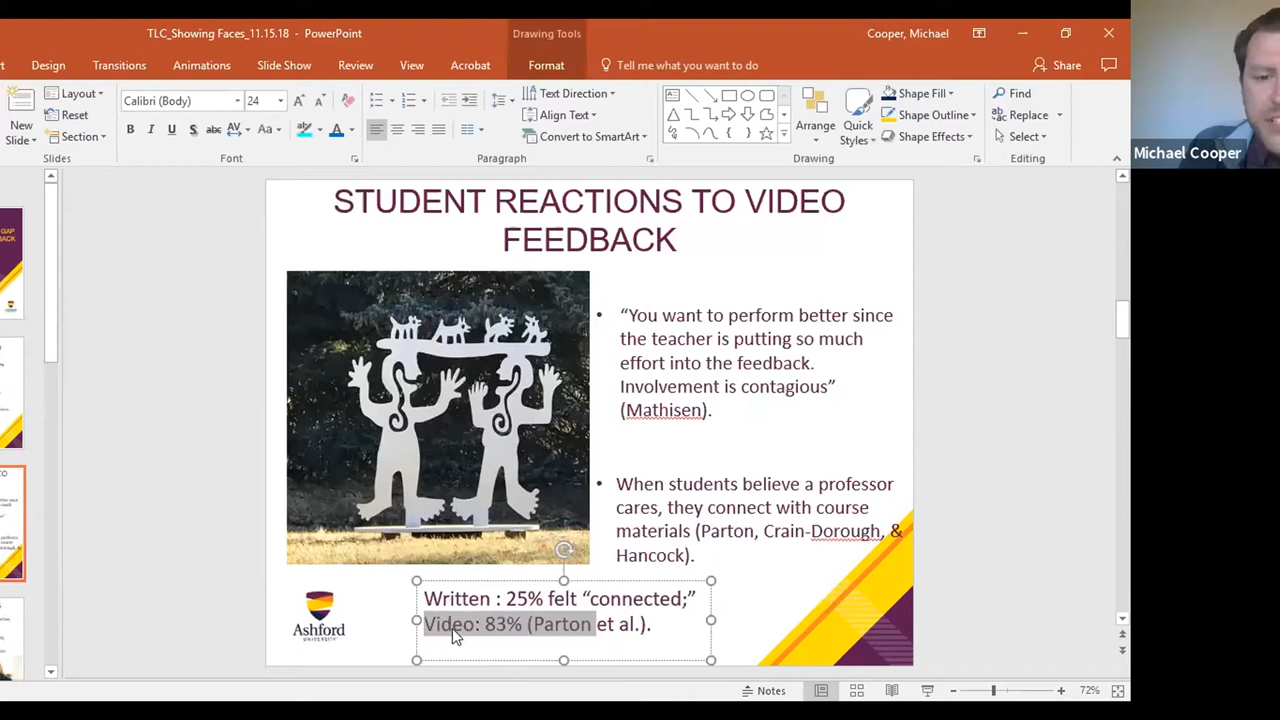 TLC_Showing Faces_11.15.18 - PowerPoint
Drawing Tools
Cooper, Michael
Design
Transitions
Animations
Slide Show
Review
View
Acrobat
Format
Tell me what you want to do
Share
New
Slide
Layout
Reset
Section
Slides
Calibri (Body)
24
Font
Text Direction
Align Text
Convert to SmartArt
Paragraph
Arrange
Quick
Styles
Shape Fill
Shape Outline
Shape Effects
Drawing
Find
Replace
Select
Editing
Michael Cooper
GAP
STUDENT REACTIONS TO VIDEO
FEEDBACK
• “You want to perform better since
the teacher is putting so much
effort into the feedback.
Involvement is contagious”
(Mathisen).
• When students believe a professor
cares, they connect with course
materials (Parton, Crain-Dorough, &
Hancock).
Written : 25% felt “connected;”
Video: 83% (Parton et al.).
Ashford
UNIVERSITY
Notes
72%